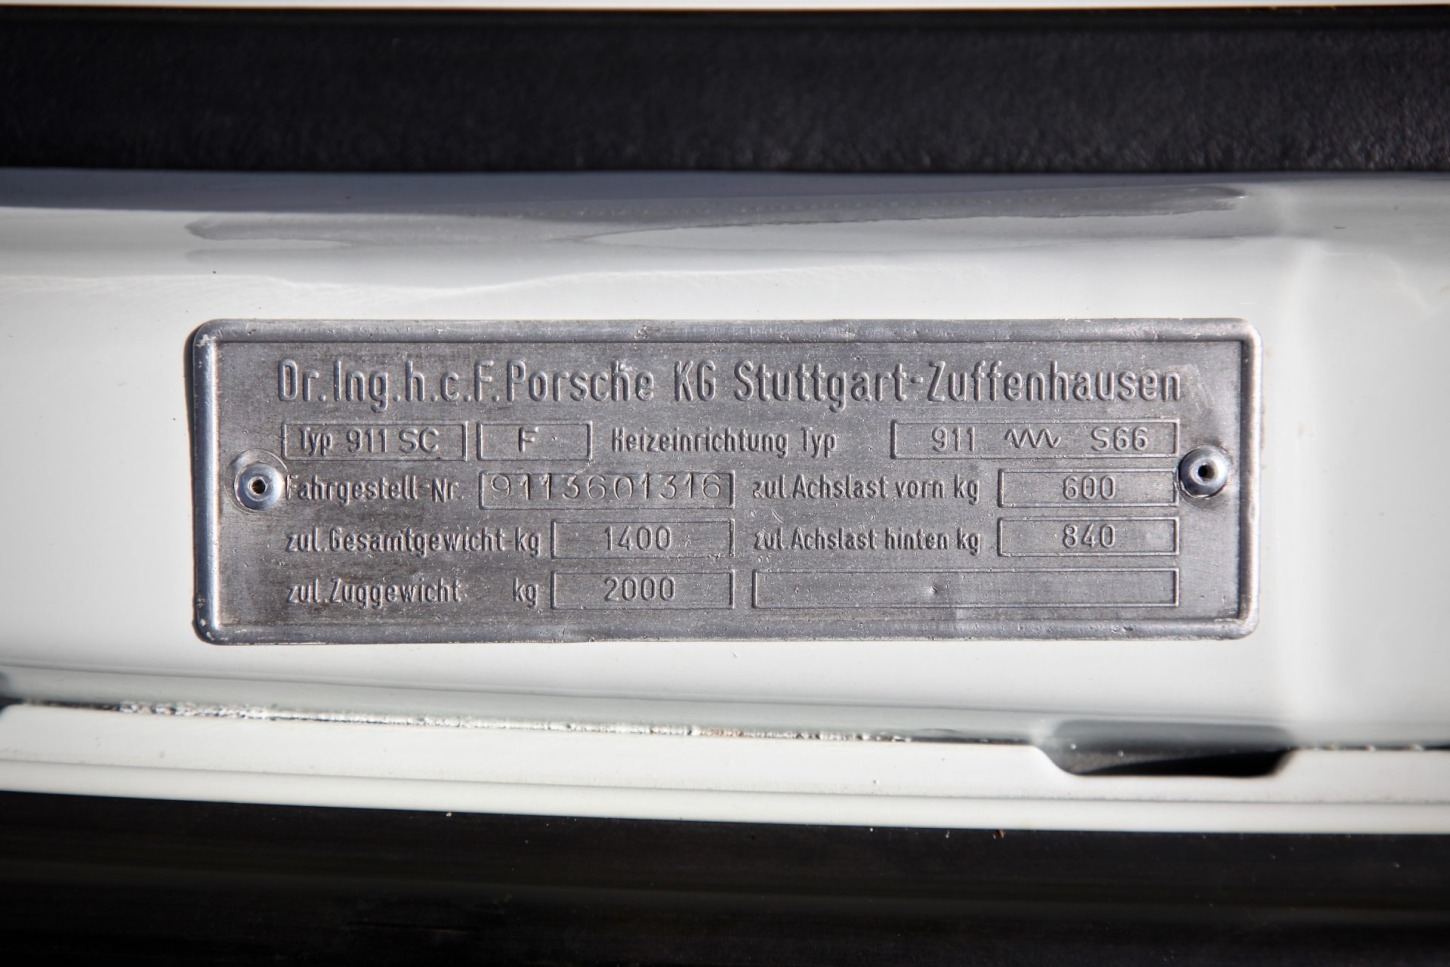 Dr.Ing.h.c.F.Porsche KG Stuttgart-Zuffenhausen
Typ 911 SC F Heizeinrichtung Typ 911 S66
Fahrgestell-Nr. 9113601316 zul.Achslast vorn kg 600
zul.Gesamtgewicht kg 1400 zul.Achslast hinten kg 840
zul.Zuggewicht kg 2000